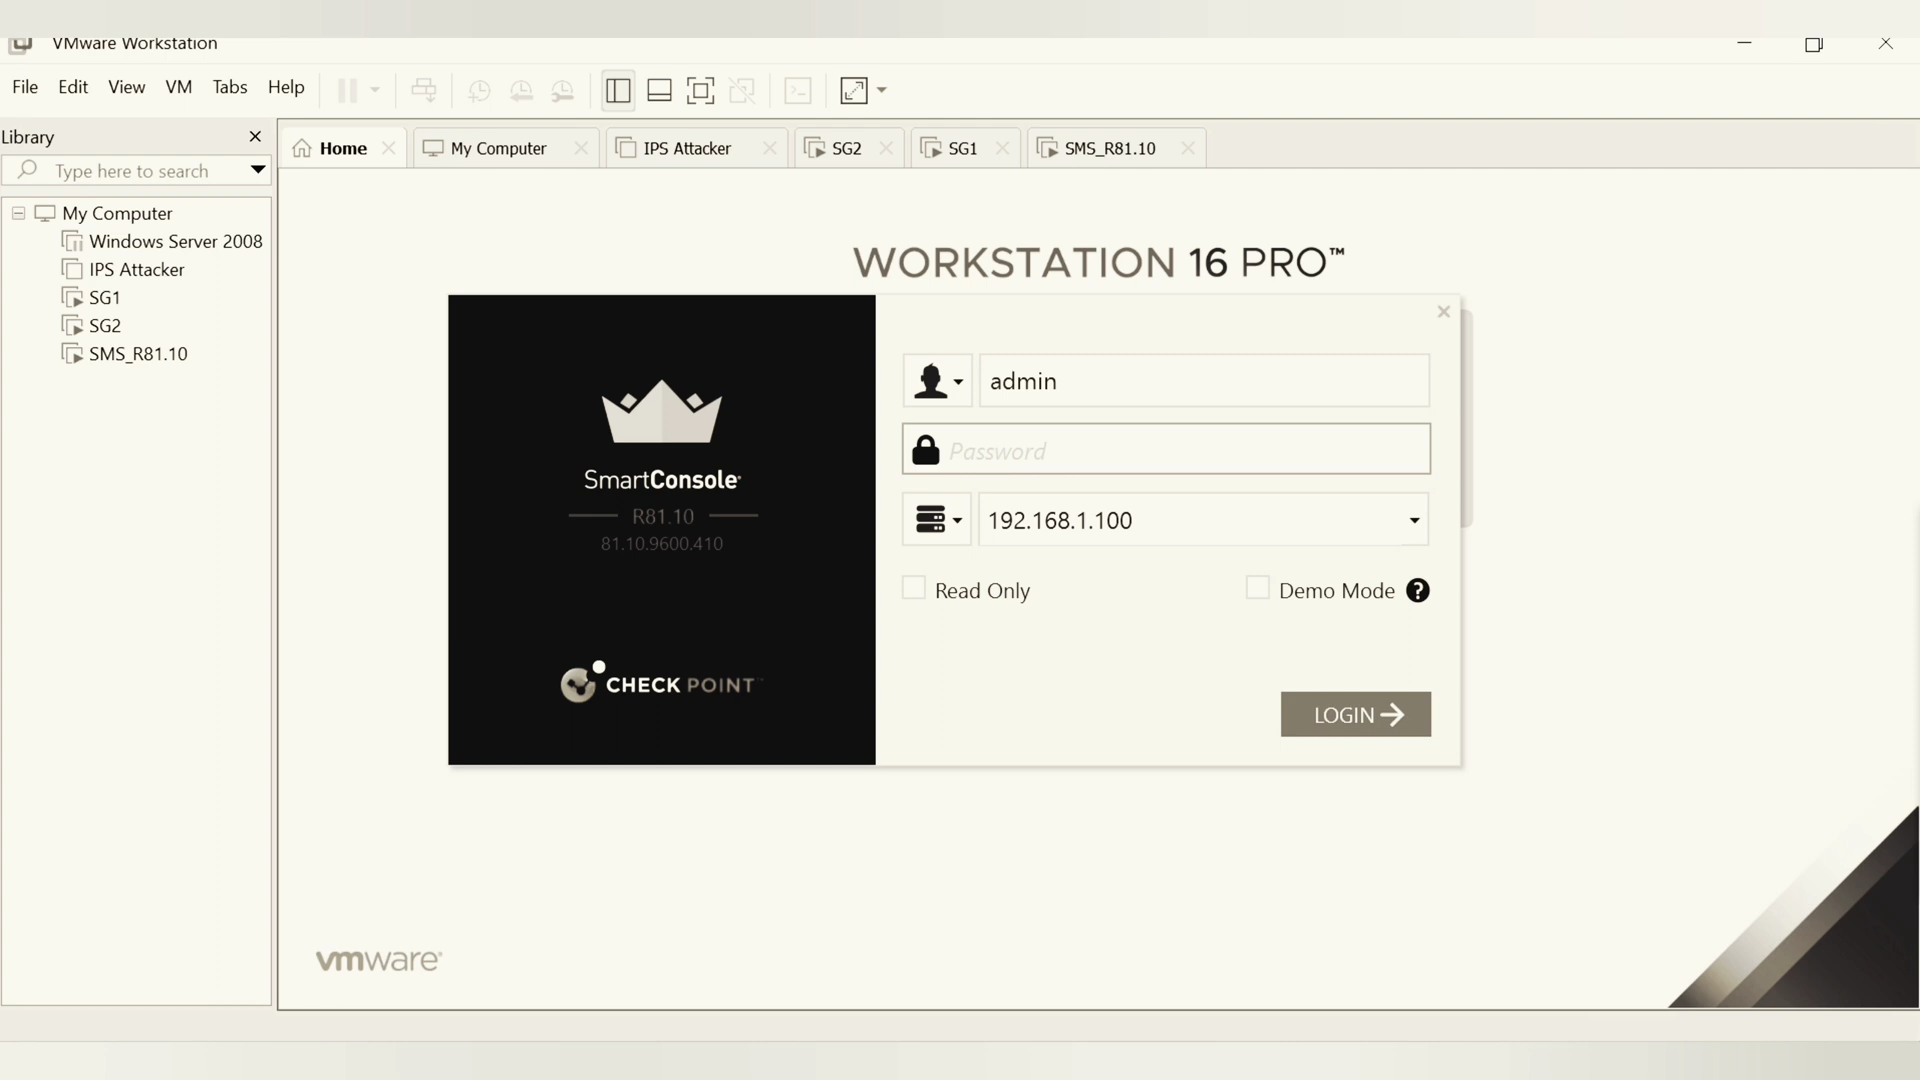 VMware Workstation
File Edit View VM Tabs Help
Library
Type here to search
My Computer
Windows Server 2008
IPS Attacker
SG1
SG2
SMS_R81.10
Home My Computer IPS Attacker SG2 SG1 SMS_R81.10
WORKSTATION 16 PRO™
SmartConsole
R81.10
81.10.9600.410
CHECK POINT™
admin
Password
192.168.1.100
Read Only
Demo Mode ?
LOGIN
vmware®